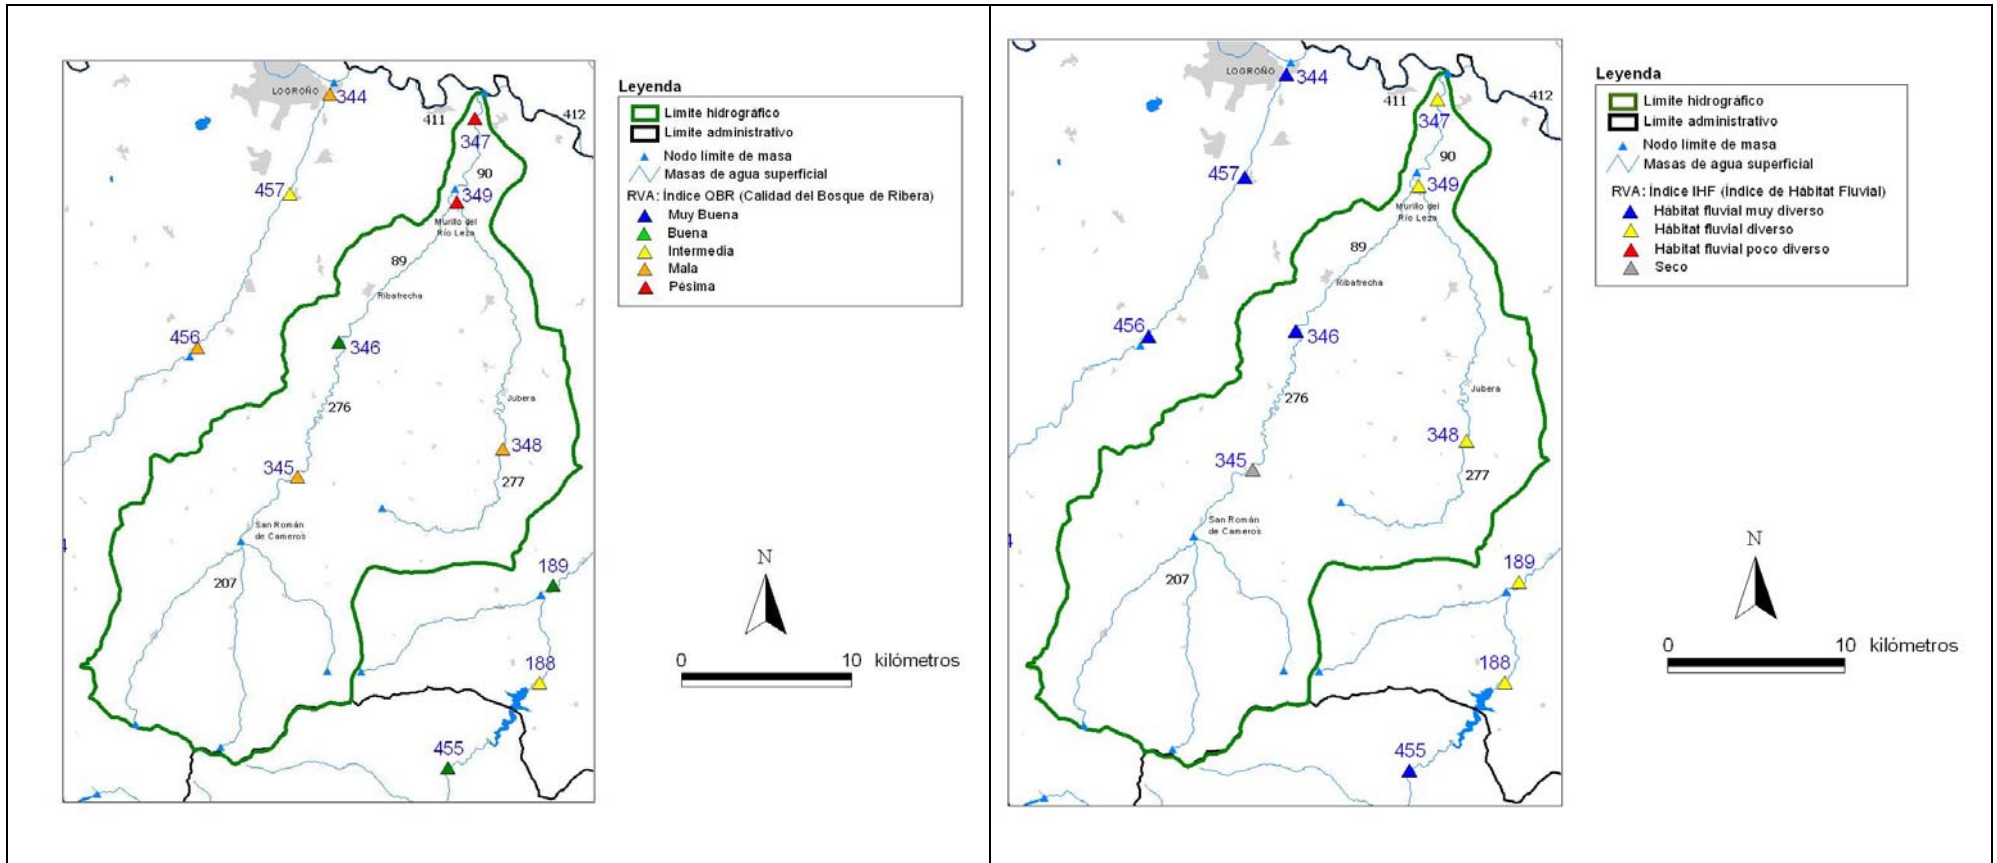 LOGROÑO
344
411
412
347
90
457
349
Murillo del
Río Leza
89
Ribafrecha
456
346
276
Jubera
348
345
277
San Román
de Cameros
207
189
188
455
Leyenda
Límite hidrográfico
Límite administrativo
Nodo límite de masa
Masas de agua superficial
RVA: Índice QBR (Calidad del Bosque de Ribera)
Muy Buena
Buena
Intermedia
Mala
Pésima
N
0 10 kilómetros
LOGROÑO
344
411
412
347
90
457
349
Murillo del
Río Leza
89
Ribafrecha
456
346
276
Jubera
348
345
277
San Román
de Cameros
207
189
188
455
Leyenda
Límite hidrográfico
Límite administrativo
Nodo límite de masa
Masas de agua superficial
RVA: Índice IHF (Índice de Hábitat Fluvial)
Hábitat fluvial muy diverso
Hábitat fluvial diverso
Hábitat fluvial poco diverso
Seco
N
0 10 kilómetros